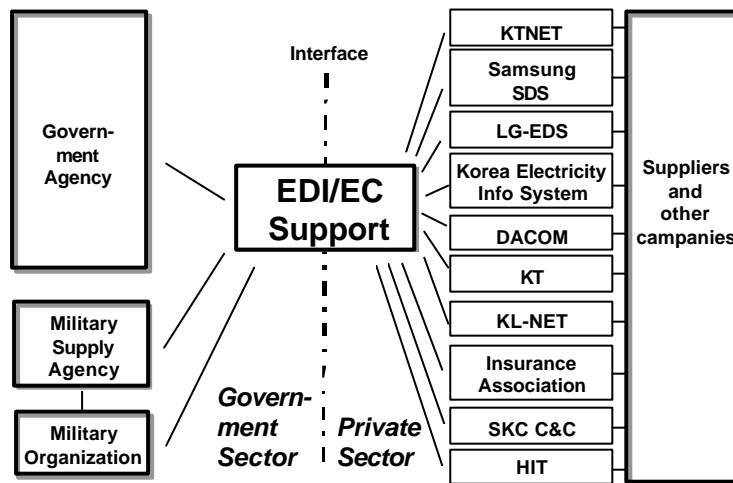 Govern-
ment
Agency
Military
Supply
Agency
Military
Organization
Interface
EDI/EC
Support
Govern-
ment
Sector
Private
Sector
KTNET
Samsung
SDS
LG-EDS
Korea Electricity
Info System
DACOM
KT
KL-NET
Insurance
Association
SKC C&C
HIT
Suppliers
and
other
campanies